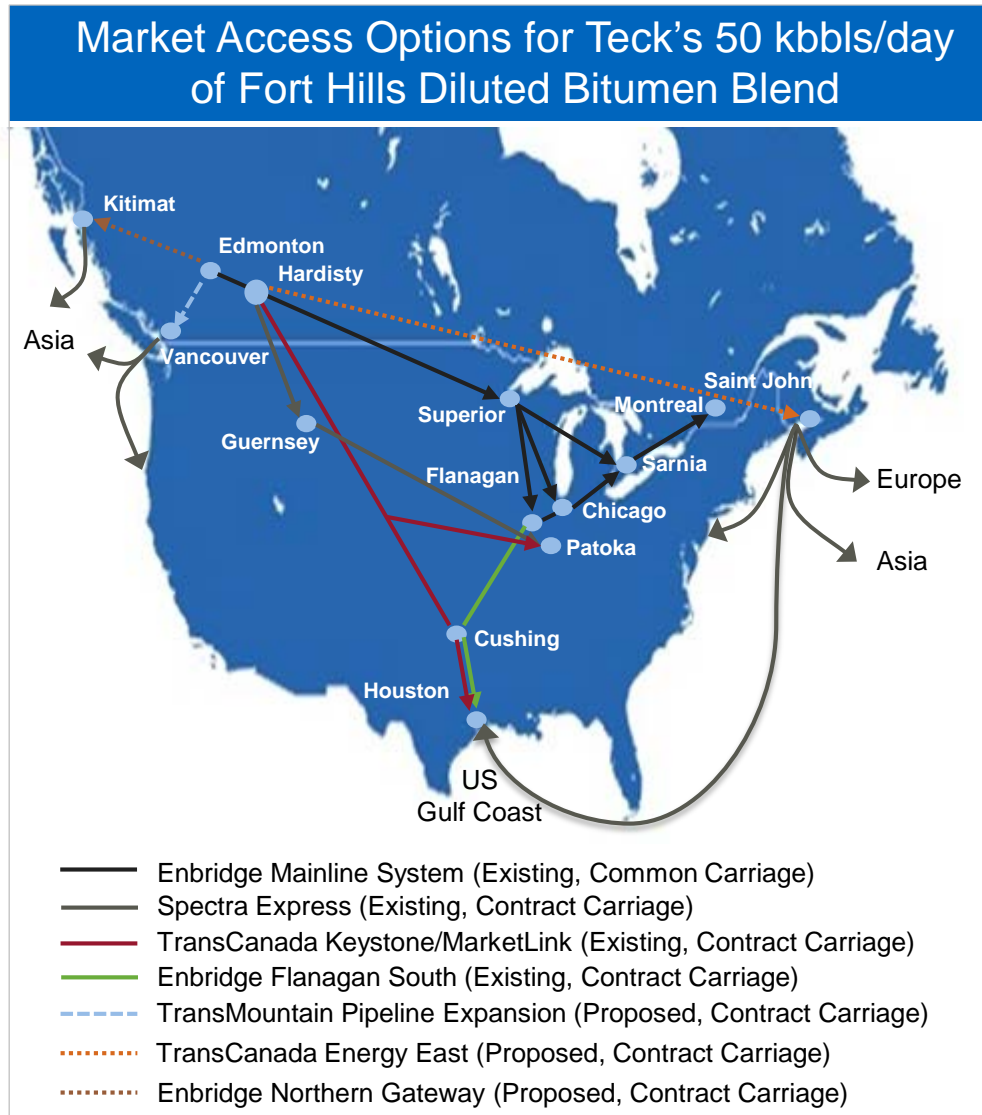 Market Access Options for Teck's 50 kbbls/day
of Fort Hills Diluted Bitumen Blend
Kitimat
Edmonton
Hardisty
Asia
Vancouver
Saint John
Superior
Montreal
Guernsey
Flanagan
Sarnia
Europe
Chicago
Patoka
Asia
Cushing
Houston
US
Gulf Coast
Enbridge Mainline System (Existing, Common Carriage)
Spectra Express (Existing, Contract Carriage)
TransCanada Keystone/MarketLink (Existing, Contract Carriage)
Enbridge Flanagan South (Existing, Contract Carriage)
TransMountain Pipeline Expansion (Proposed, Contract Carriage)
TransCanada Energy East (Proposed, Contract Carriage)
Enbridge Northern Gateway (Proposed, Contract Carriage)